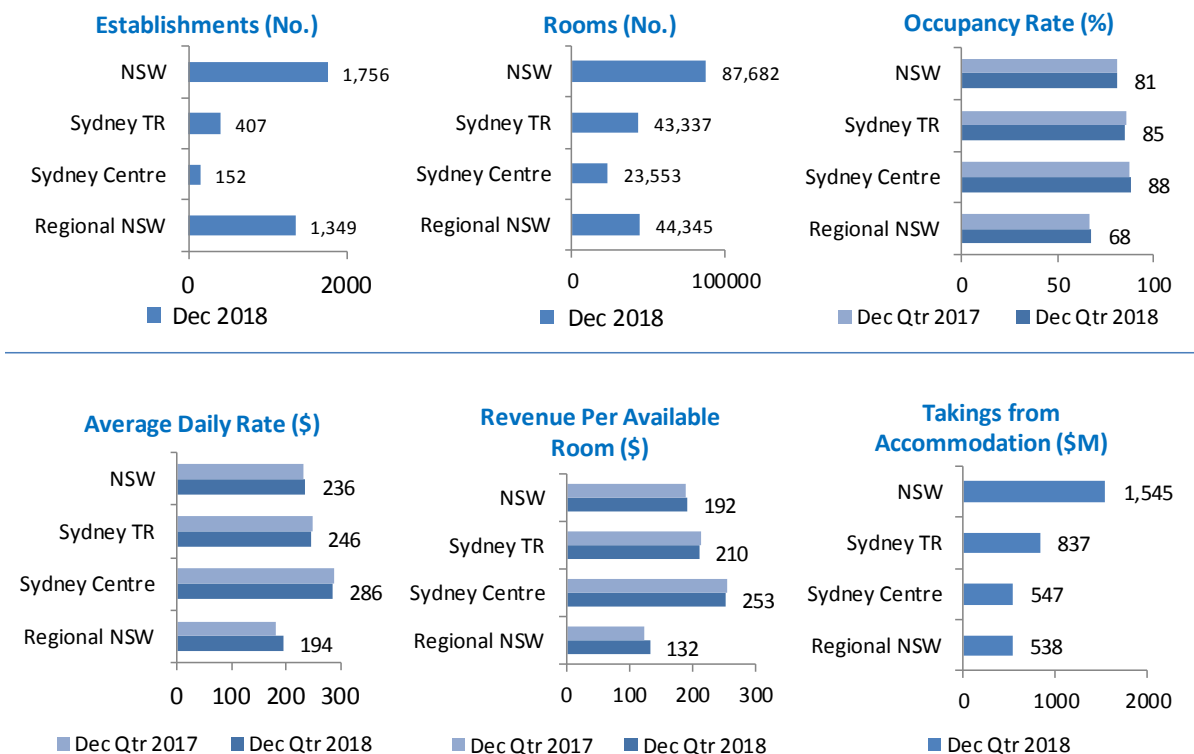 Establishments (No.)
NSW
1,756
Sydney TR
407
Sydney Centre
152
Regional NSW
1,349
0
2000
Dec 2018
Rooms (No.)
NSW
87,682
Sydney TR
43,337
Sydney Centre
23,553
Regional NSW
44,345
0
100000
Dec 2018
Occupancy Rate (%)
NSW
81
Sydney TR
85
Sydney Centre
88
Regional NSW
68
0
50
100
Dec Qtr 2017
Dec Qtr 2018
Average Daily Rate ($)
NSW
236
Sydney TR
246
Sydney Centre
286
Regional NSW
194
0
100
200
300
Dec Qtr 2017
Dec Qtr 2018
Revenue Per Available
Room ($)
NSW
192
Sydney TR
210
Sydney Centre
253
Regional NSW
132
0
100
200
300
Dec Qtr 2017
Dec Qtr 2018
Takings from
Accommodation ($M)
NSW
1,545
Sydney TR
837
Sydney Centre
547
Regional NSW
538
0
1000
2000
Dec Qtr 2018